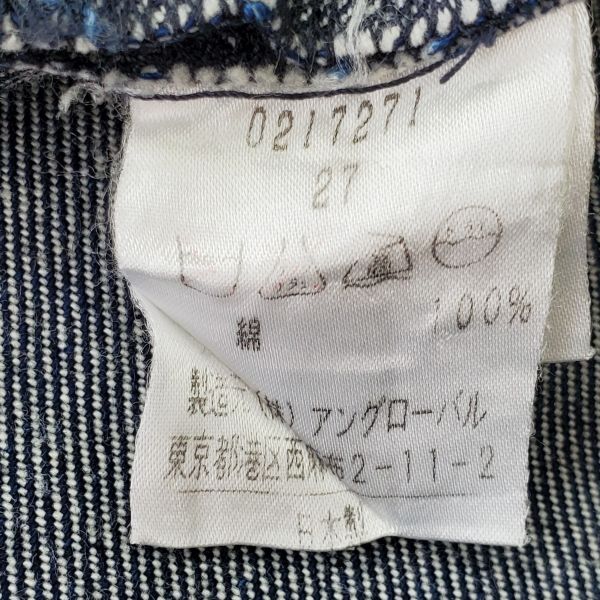 0217271
27
綿 100%
製造元(株)アングローバル
東京都港区西麻布2-11-2
日本製